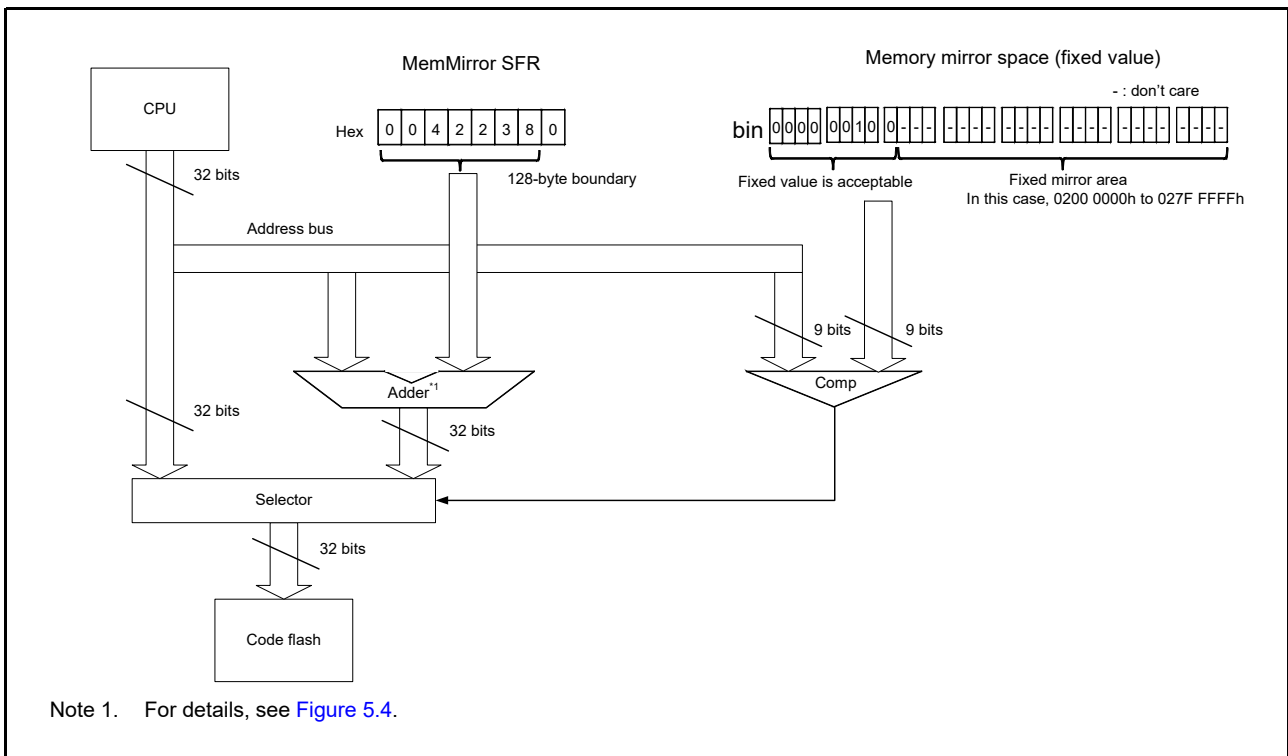 MemMirror SFR
Memory mirror space (fixed value)
- : don't care
CPU
Hex 0 0 4 2 2 3 8 0
bin 0000 0010 0--- ---- ---- ---- ---- ----
32 bits
128-byte boundary
Fixed value is acceptable
Fixed mirror area
In this case, 0200 0000h to 027F FFFFh
Address bus
9 bits
9 bits
Adder*1
Comp
32 bits
32 bits
Selector
32 bits
Code flash
Note 1. For details, see Figure 5.4.